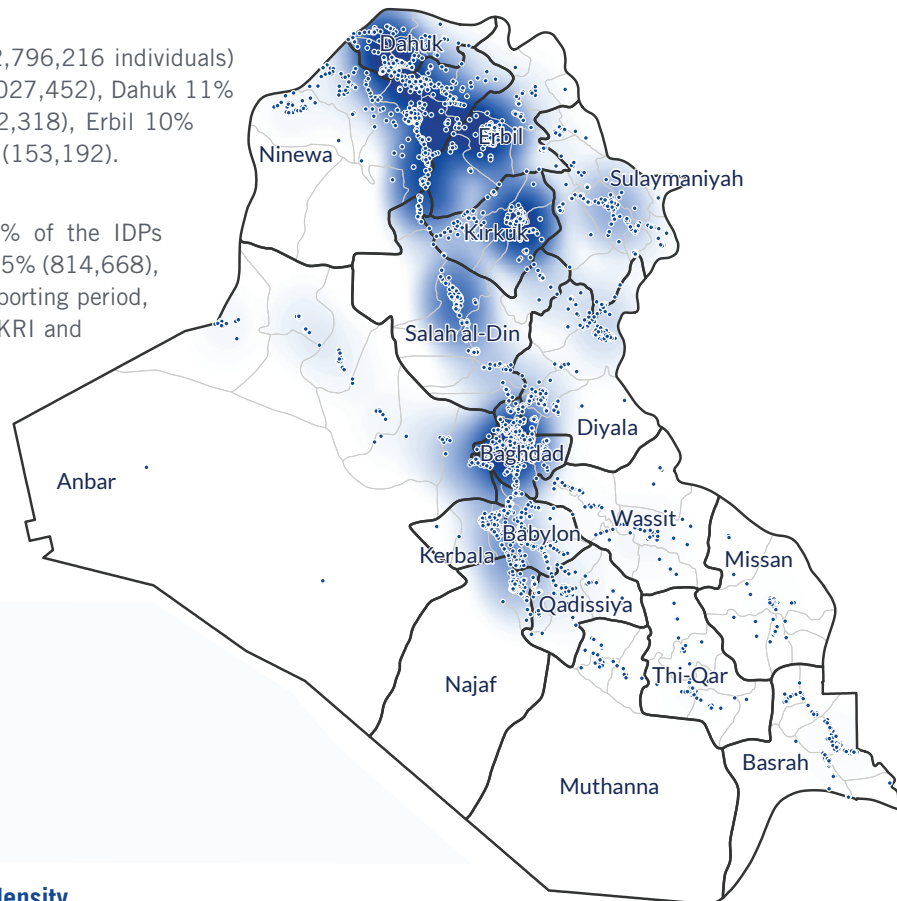 2,796,216 individuals)
027,452), Dahuk 11%
2,318), Erbil 10%
(153,192).
% of the IDPs
5% (814,668),
porting period,
KRI and
Dahuk
Erbil
Ninewa
Sulaymaniyah
Kirkuk
Salah al-Din
Diyala
Baghdad
Anbar
Wassit
Babylon
Kerbala
Missan
Qadissiya
Thi-Qar
Najaf
Basrah
Muthanna
density